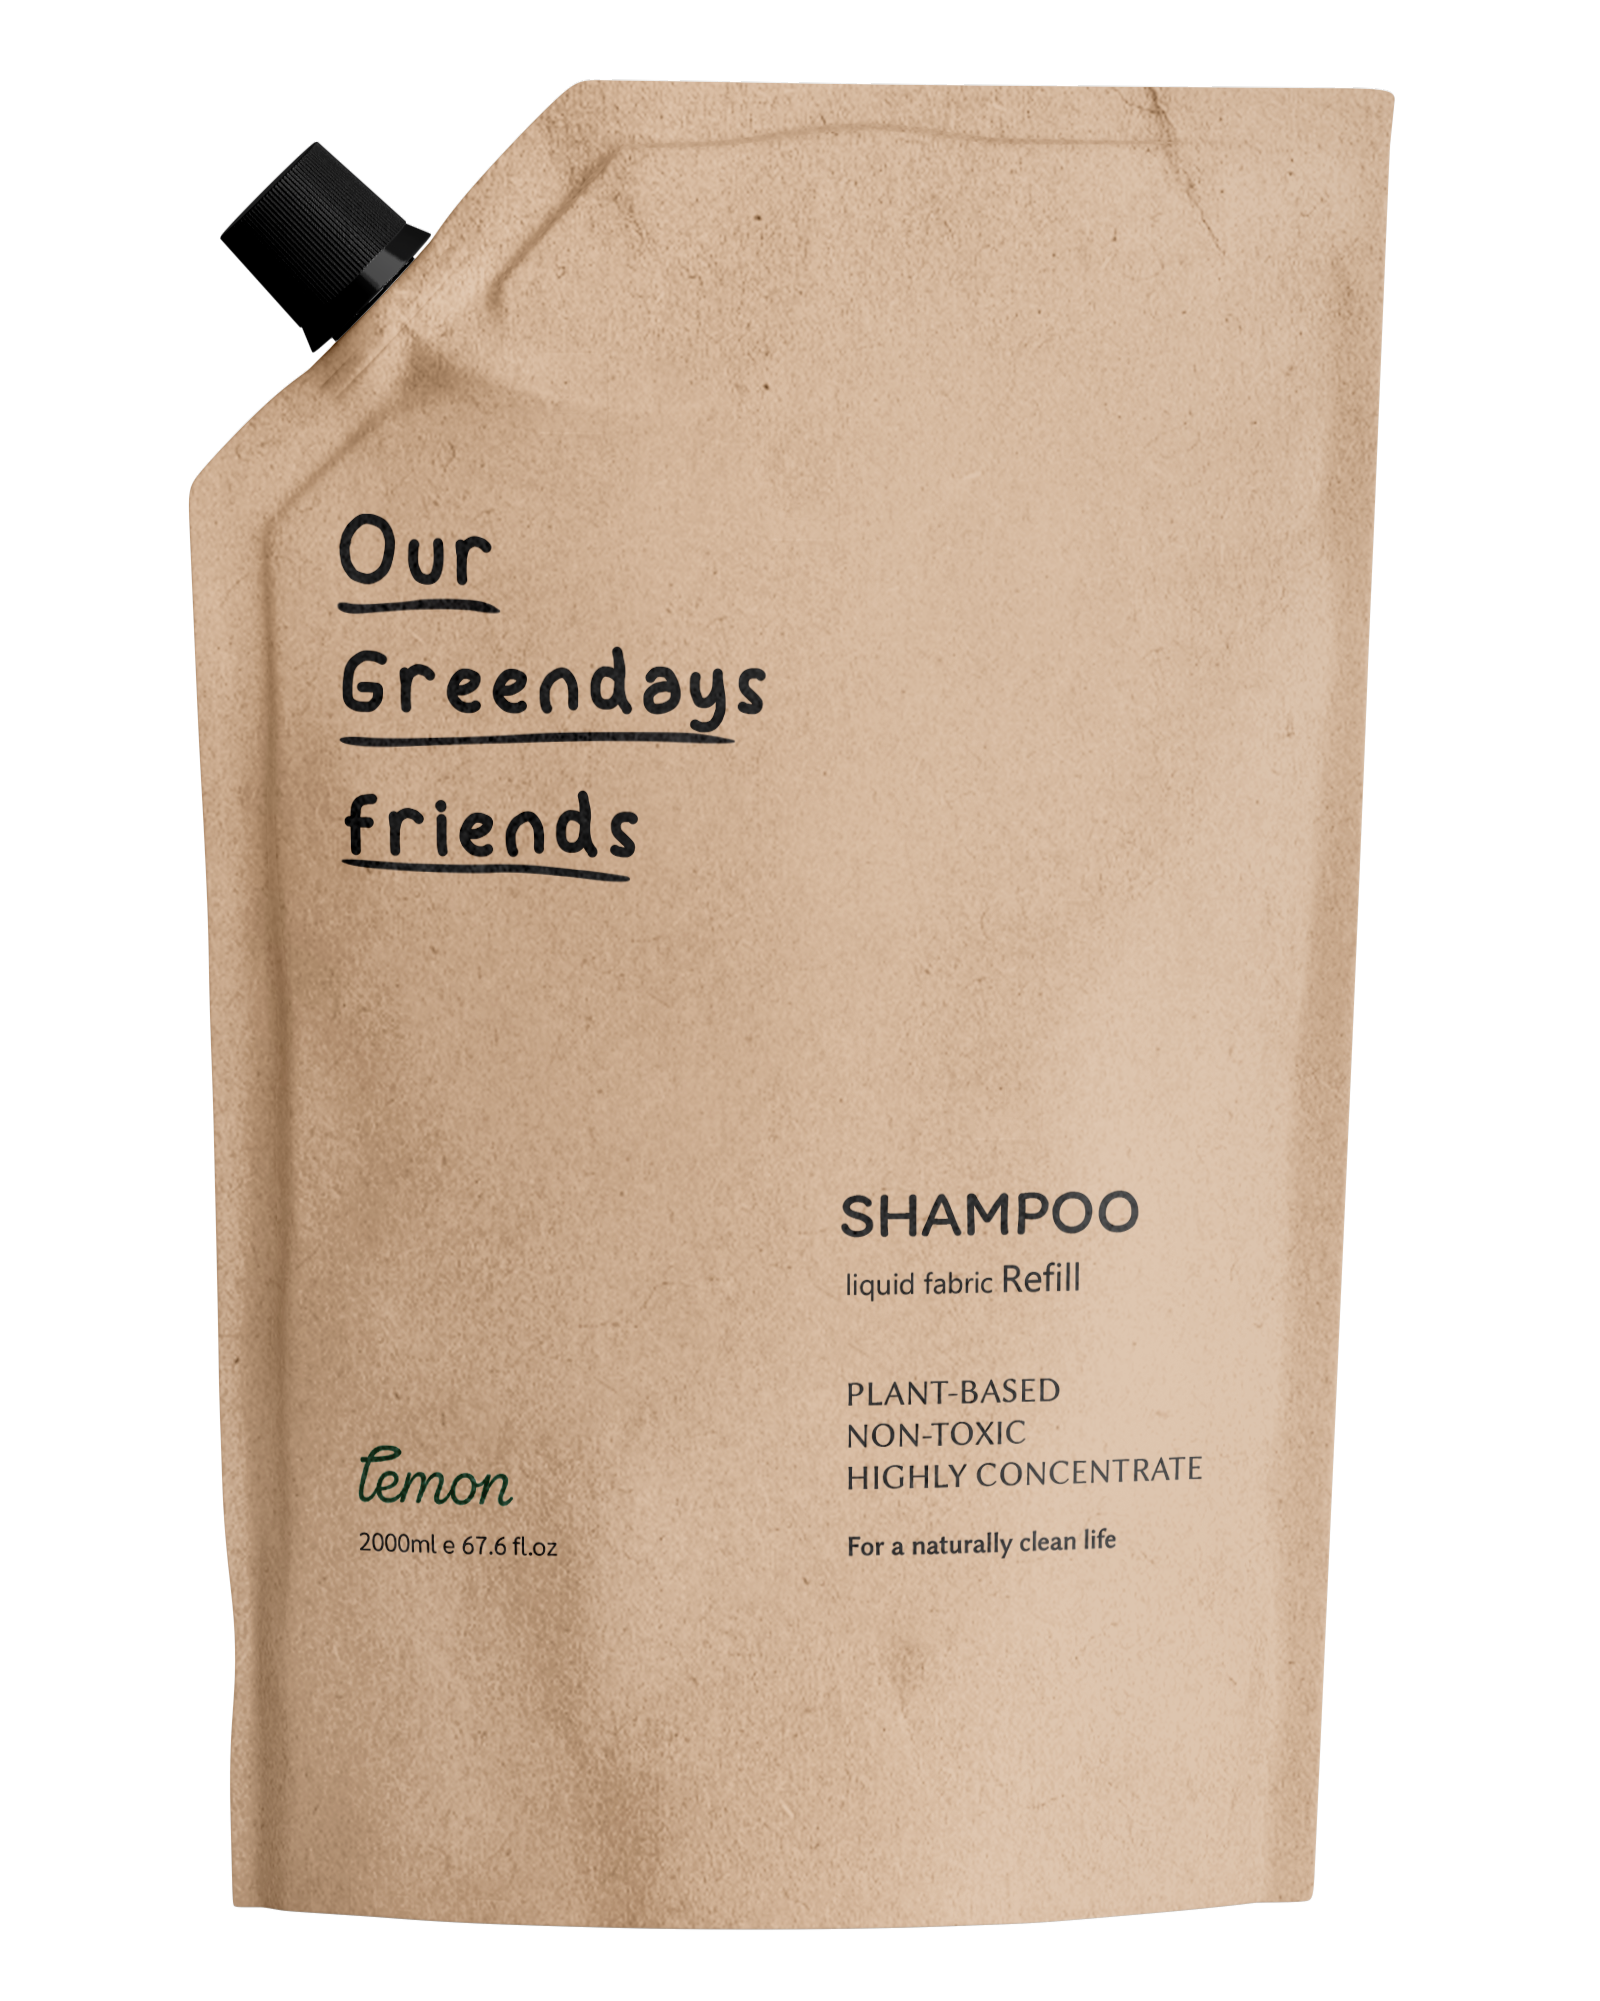 Our
Greendays
friends
SHAMPOO
liquid fabric Refill
PLANT-BASED
NON-TOXIC
HIGHLY CONCENTRATE
For a naturally clean life
lemon
2000ml e 67.6 fl.oz